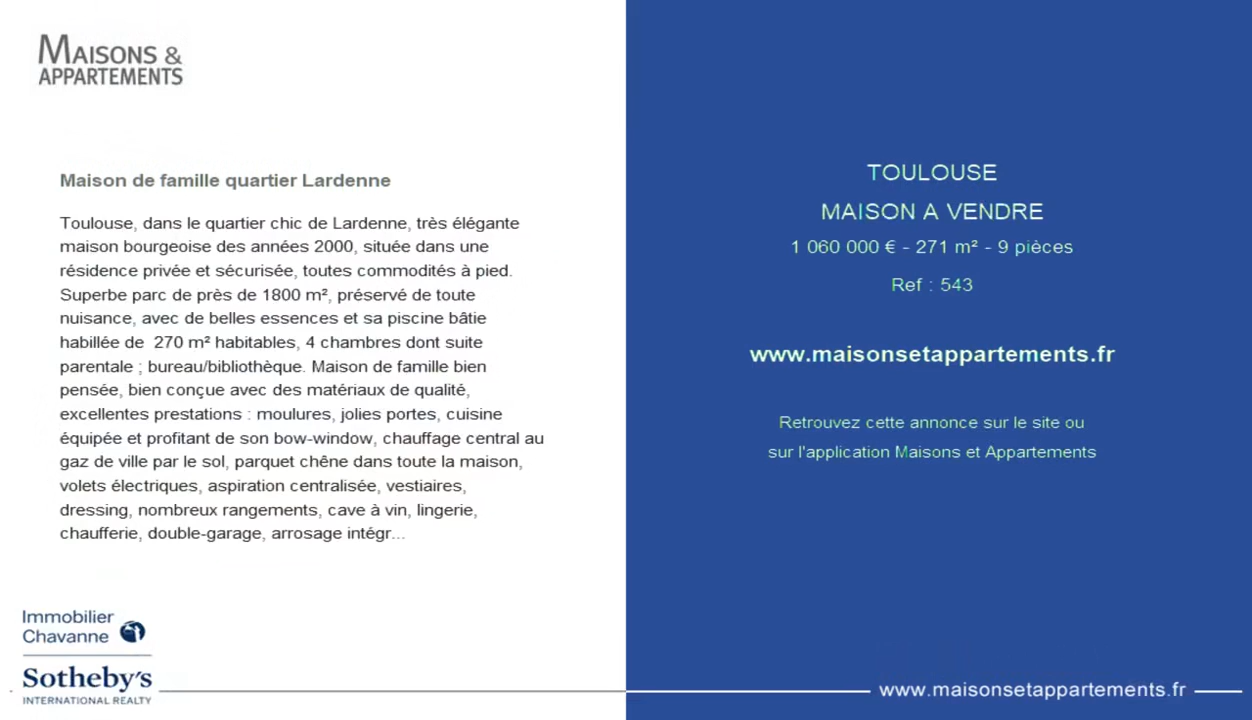 MAISONS &
APPARTEMENTS
Maison de famille quartier Lardenne
Toulouse, dans le quartier chic de Lardenne, très élégante
maison bourgeoise des années 2000, située dans une
résidence privée et sécurisée, toutes commodités à pied.
Superbe parc de près de 1800 m², préservé de toute
nuisance, avec de belles essences et sa piscine bâtie
habillée de  270 m² habitables, 4 chambres dont suite
parentale ; bureau/bibliothèque. Maison de famille bien
pensée, bien conçue avec des matériaux de qualité,
excellentes prestations : moulures, jolies portes, cuisine
équipée et profitant de son bow-window, chauffage central au
gaz de ville par le sol, parquet chêne dans toute la maison,
volets électriques, aspiration centralisée, vestiaires,
dressing, nombreux rangements, cave à vin, lingerie,
chaufferie, double-garage, arrosage intégr...
Immobilier
Chavanne
Sotheby's
INTERNATIONAL REALTY
TOULOUSE
MAISON A VENDRE
1 060 000 € - 271 m² - 9 pièces
Ref : 543
www.maisonsetappartements.fr
Retrouvez cette annonce sur le site ou
sur l'application Maisons et Appartements
www.maisonsetappartements.fr